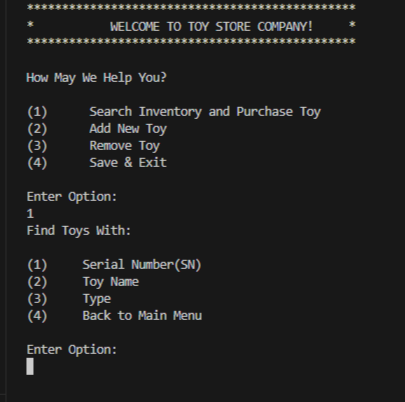 ***********************************************
*          WELCOME TO TOY STORE COMPANY!     *
***********************************************
How May We Help You?
(1)      Search Inventory and Purchase Toy
(2)      Add New Toy
(3)      Remove Toy
(4)      Save & Exit
Enter Option:
1
Find Toys With:
(1)     Serial Number(SN)
(2)     Toy Name
(3)     Type
(4)     Back to Main Menu
Enter Option: